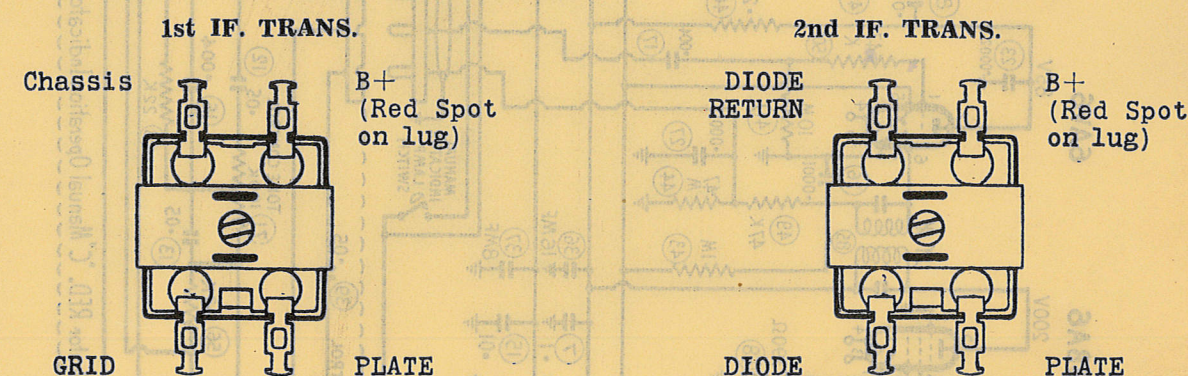 1st IF. TRANS.
Chassis
B+
(Red Spot
on lug)
GRID
PLATE
2nd IF. TRANS.
DIODE
RETURN
B+
(Red Spot
on lug)
DIODE
PLATE